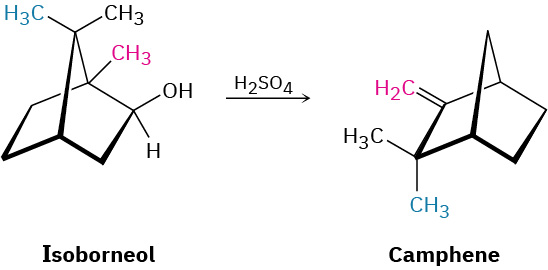 H₃C CH₃
CH₃
OH
H
H₂SO₄
H₂C
H₃C
CH₃
Isoborneol
Camphene